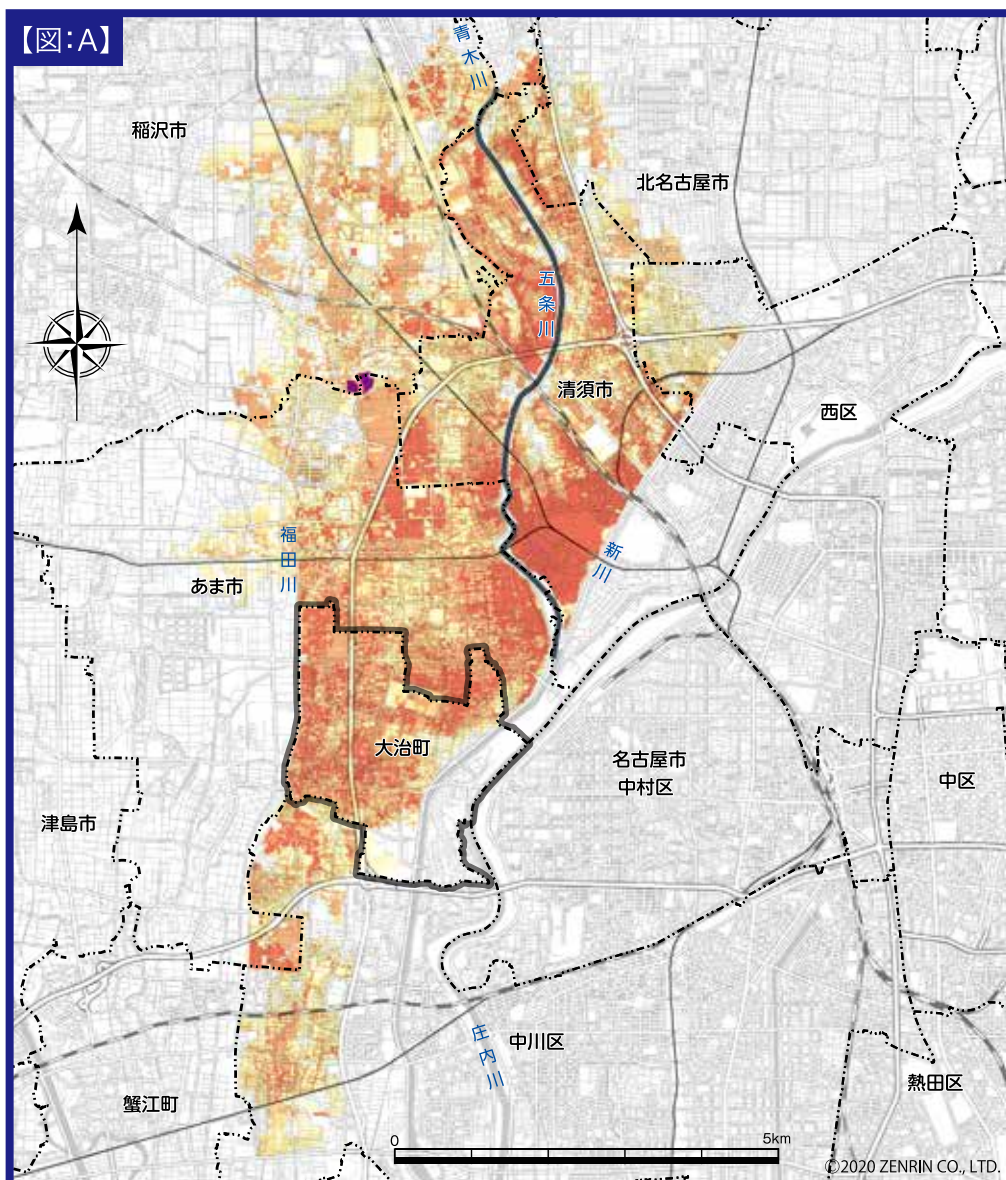 【図:A】
青木川
稲沢市
北名古屋市
五条川
清須市
西区
福田川
新川
あま市
大治町
名古屋市
中村区
中区
津島市
庄内川
中川区
熱田区
蟹江町
0 5km
©2020 ZENRIN CO., LTD.